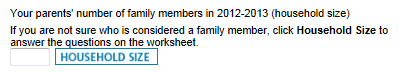 Your parents' number of family members in 2012-2013 (household size)
If you are not sure who is considered a family member, click Household Size to
answer the questions on the worksheet.
HOUSEHOLD SIZE